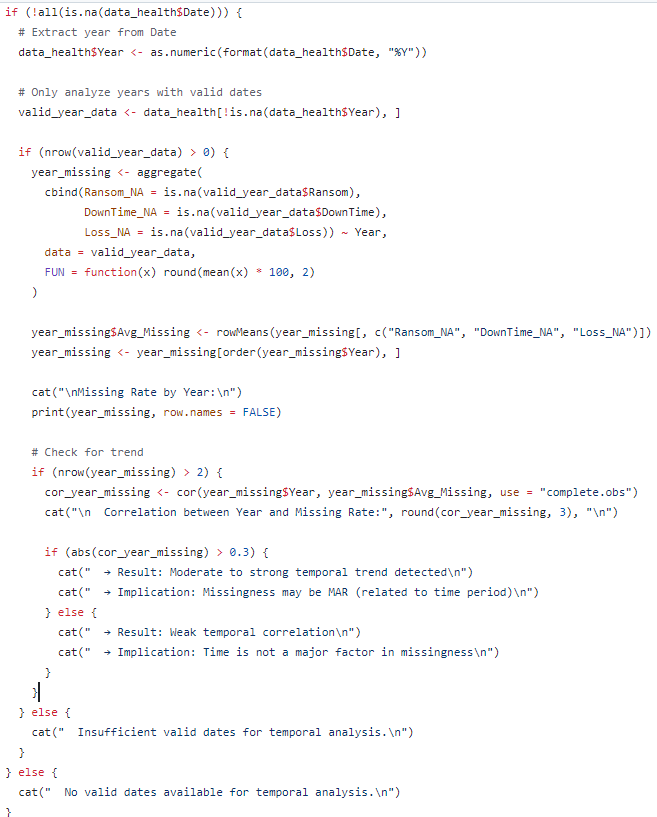 if (!all(is.na(data_health$Date))) {
  # Extract year from Date
  data_health$Year <- as.numeric(format(data_health$Date, "%Y"))

  # Only analyze years with valid dates
  valid_year_data <- data_health[!is.na(data_health$Year), ]

  if (nrow(valid_year_data) > 0) {
    year_missing <- aggregate(
      cbind(Ransom_NA = is.na(valid_year_data$Ransom),
            DownTime_NA = is.na(valid_year_data$DownTime),
            Loss_NA = is.na(valid_year_data$Loss)) ~ Year,
      data = valid_year_data,
      FUN = function(x) round(mean(x) * 100, 2)
    )

    year_missing$Avg_Missing <- rowMeans(year_missing[, c("Ransom_NA", "DownTime_NA", "Loss_NA")])
    year_missing <- year_missing[order(year_missing$Year), ]

    cat("\nMissing Rate by Year:\n")
    print(year_missing, row.names = FALSE)

    # Check for trend
    if (nrow(year_missing) > 2) {
      cor_year_missing <- cor(year_missing$Year, year_missing$Avg_Missing, use = "complete.obs")
      cat("\n  Correlation between Year and Missing Rate:", round(cor_year_missing, 3), "\n")

      if (abs(cor_year_missing) > 0.3) {
        cat("  → Result: Moderate to strong temporal trend detected\n")
        cat("  → Implication: Missingness may be MAR (related to time period)\n")
      } else {
        cat("  → Result: Weak temporal correlation\n")
        cat("  → Implication: Time is not a major factor in missingness\n")
      }
    }
  } else {
    cat("  Insufficient valid dates for temporal analysis.\n")
  }
} else {
  cat("  No valid dates available for temporal analysis.\n")
}